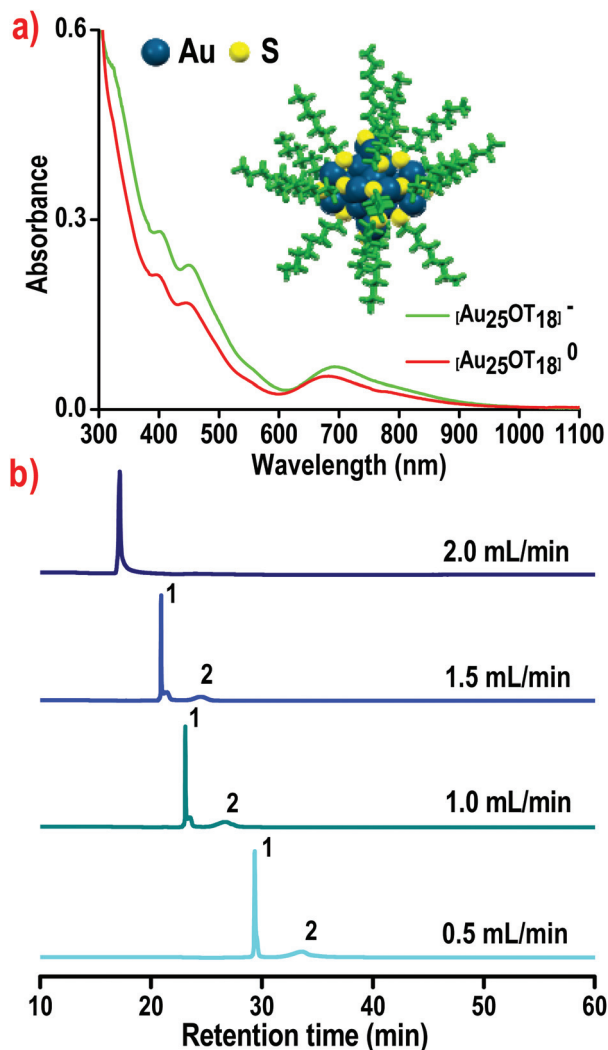 a)
Au S
0.6
0.3
0.0
Absorbance
[Au25OT18]-
[Au25OT18]0
300 400 500 600 700 800 900 1000 1100
Wavelength (nm)
b)
2.0 mL/min
1
2
1.5 mL/min
1
2
1.0 mL/min
1
2
0.5 mL/min
10 20 30 40 50 60
Retention time (min)